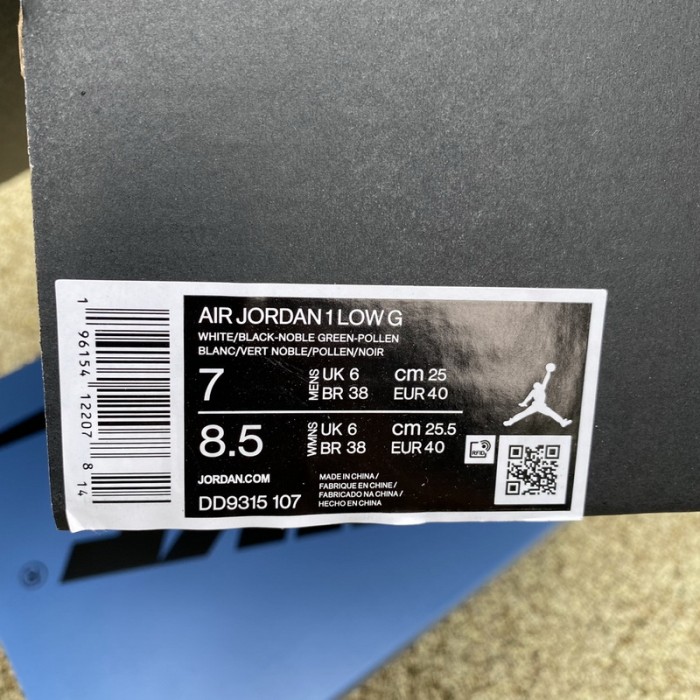 AIR JORDAN 1 LOW G
WHITE/BLACK-NOBLE GREEN-POLLEN
BLANC/VERT NOBLE/POLLEN/NOIR
7 MENS UK 6 cm 25
BR 38 EUR 40
8.5 WMNS UK 6 cm 25.5
BR 38 EUR 40
RFID
JORDAN.COM
DD9315 107
MADE IN CHINA /
FABRIQUE EN CHINE /
FABRICADO NA CHINA /
HECHO EN CHINA
1 96154 12207 8 14